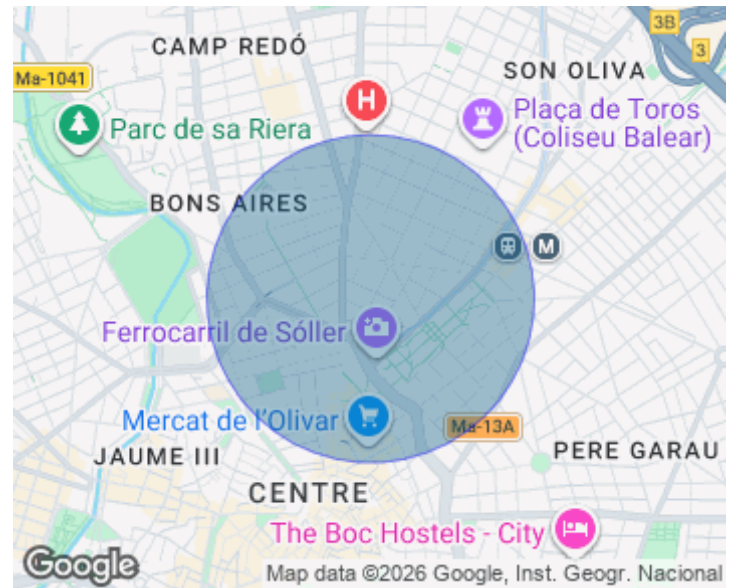 CAMP REDÓ
3B
3
Ma-1041
SON OLIVA
H
Parc de sa Riera
Plaça de Toros
(Coliseu Balear)
BONS AIRES
M
Ferrocarril de Sóller
Mercat de l'Olivar
Ma-13A
JAUME III
PERE GARAU
CENTRE
The Boc Hostels - City
Google
Map data ©2026 Google, Inst. Geogr. Nacional